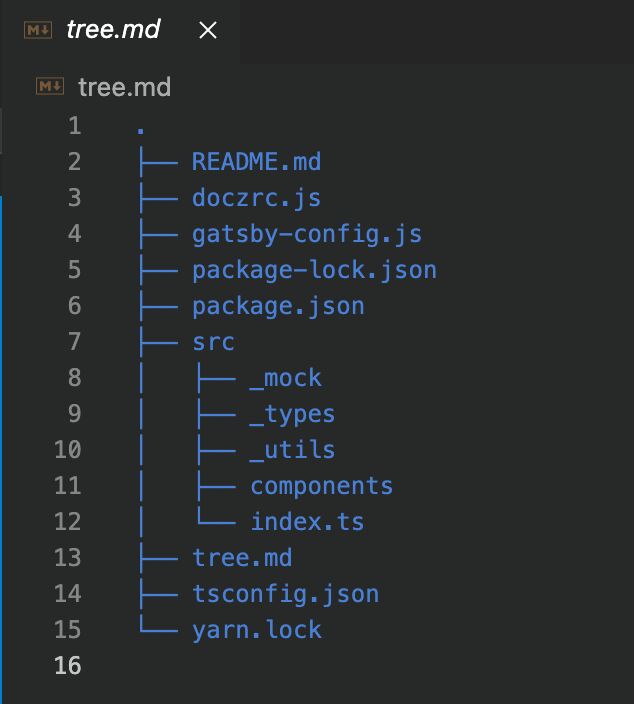 tree.md ×
tree.md
1 .
2 ├── README.md
3 ├── doczrc.js
4 ├── gatsby-config.js
5 ├── package-lock.json
6 ├── package.json
7 ├── src
8 │   ├── _mock
9 │   ├── _types
10 │   ├── _utils
11 │   ├── components
12 │   └── index.ts
13 ├── tree.md
14 ├── tsconfig.json
15 └── yarn.lock
16